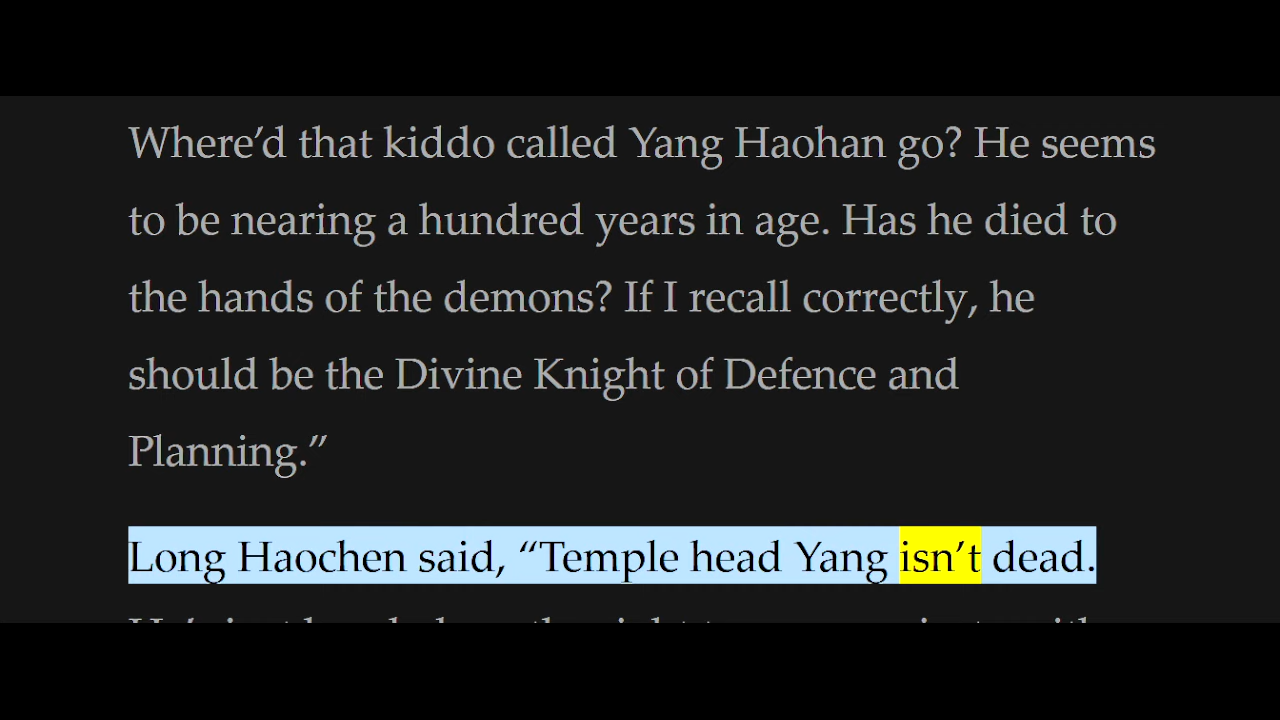 Where’d that kiddo called Yang Haohan go? He seems
to be nearing a hundred years in age. Has he died to
the hands of the demons? If I recall correctly, he
should be the Divine Knight of Defence and
Planning.”
Long Haochen said, “Temple head Yang isn’t dead.